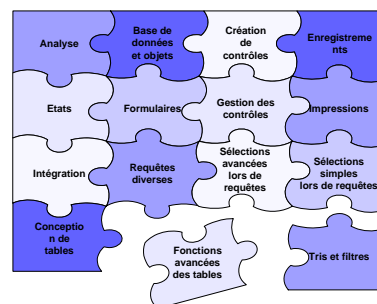 Analyse
Base de
données
et objets
Création
de
contrôles
Enregistreme
nts
Etats
Formulaires
Gestion des
contrôles
Impressions
Intégration
Requêtes
diverses
Sélections
avancées
lors de
requêtes
Sélections
simples
lors de requêtes
Conceptio
n de
tables
Fonctions
avancées
des tables
Tris et filtres